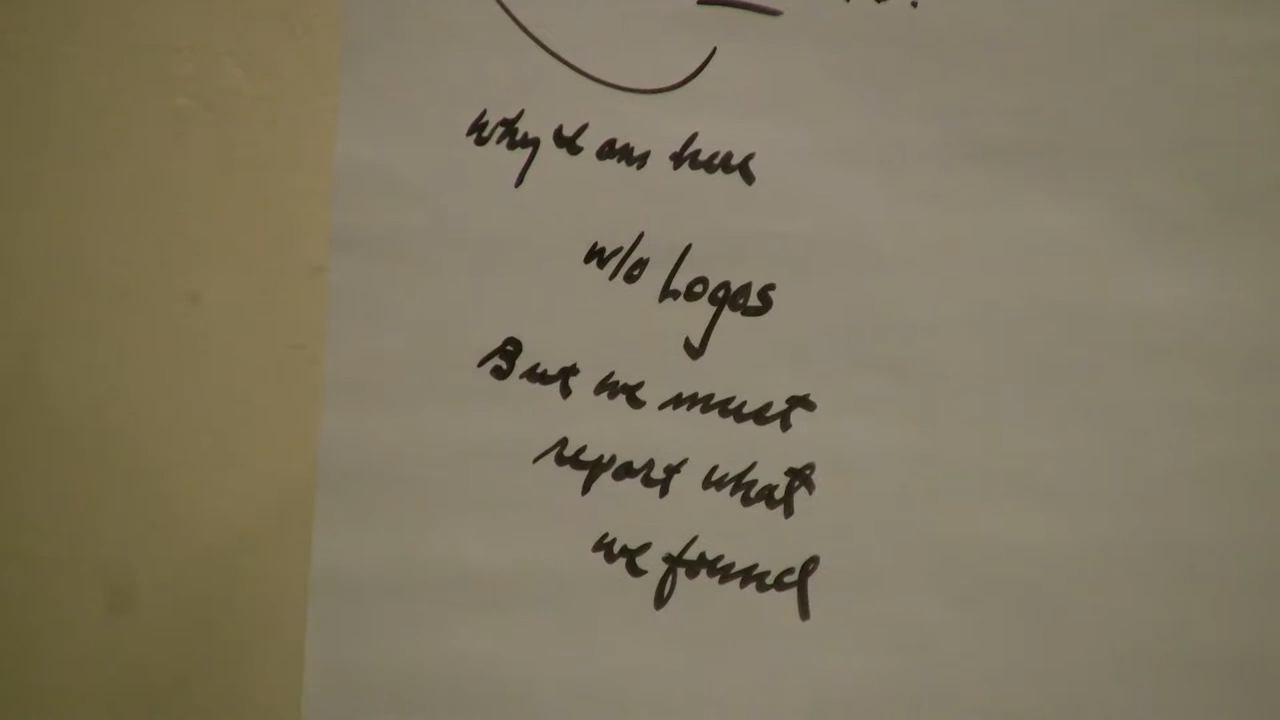 Why I am here
w/o Logos
But we must
report what
we found